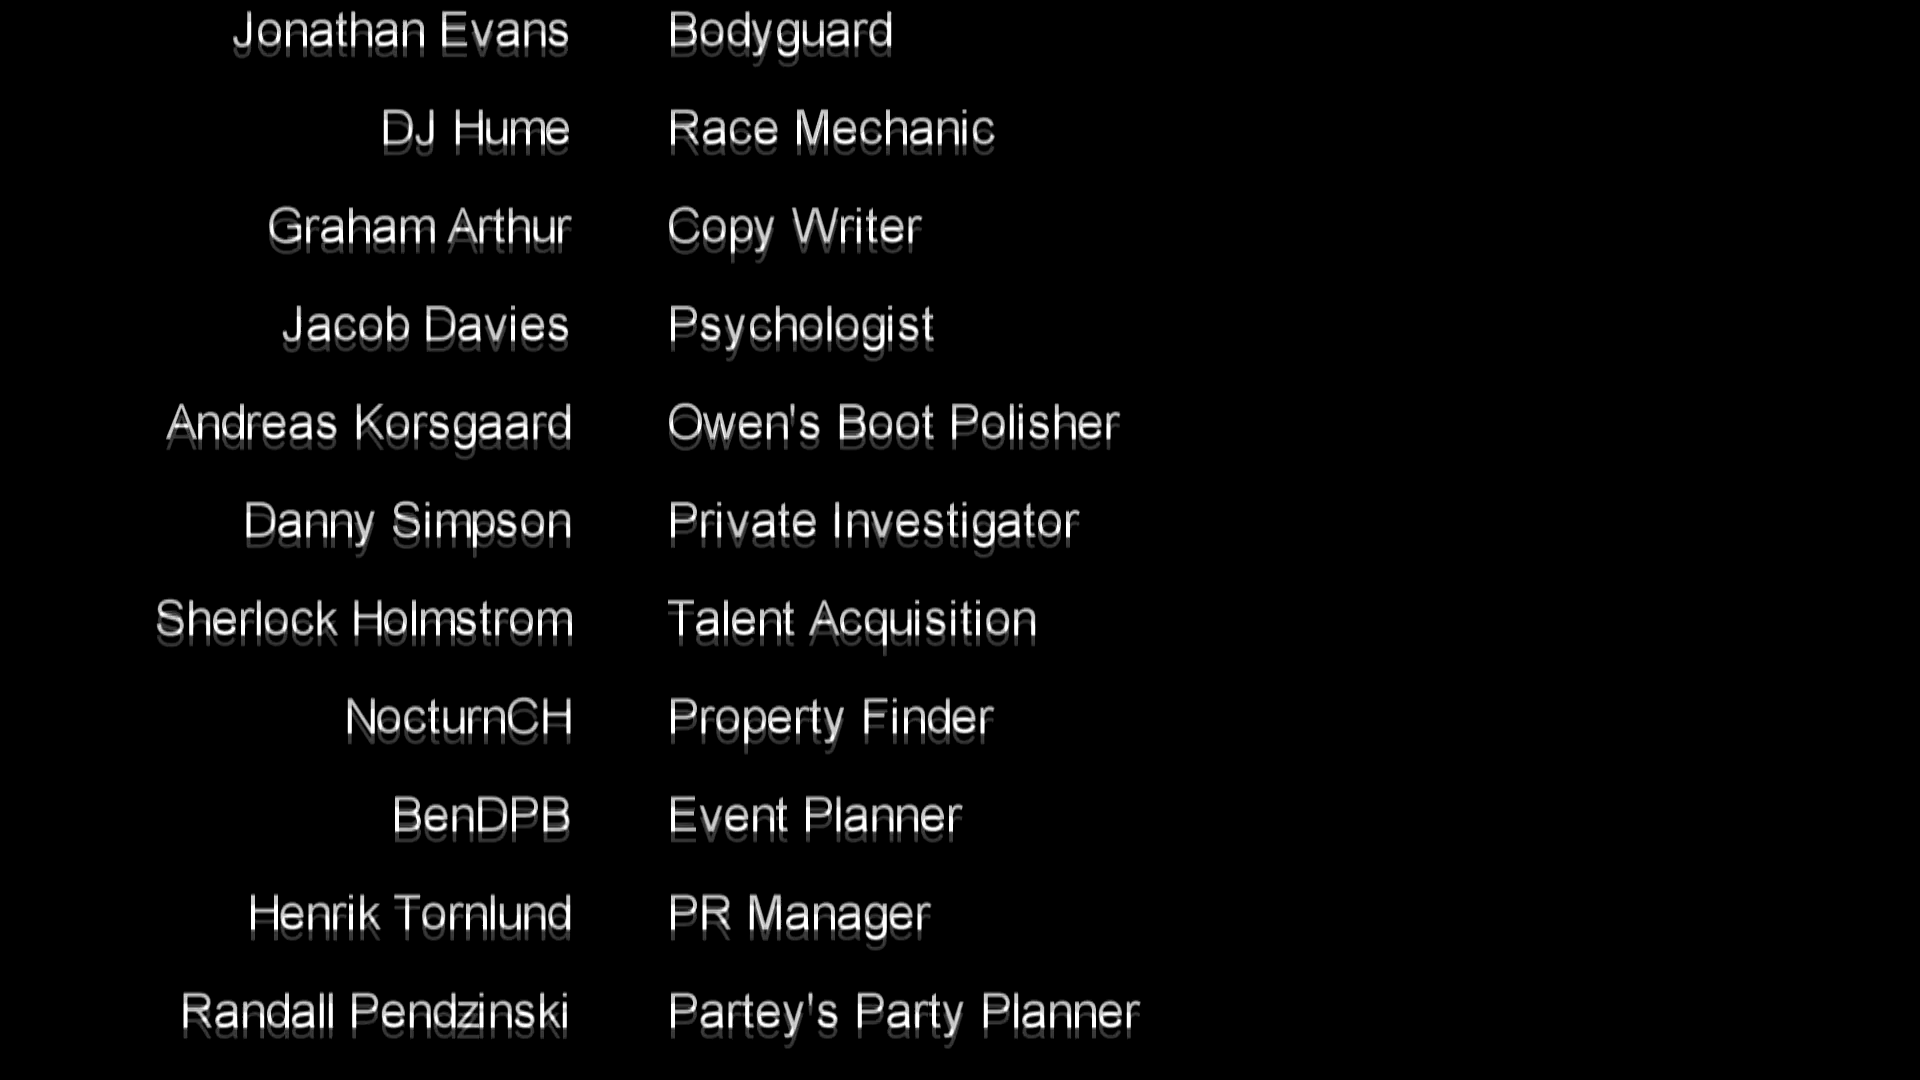 Jonathan Evans Bodyguard
DJ Hume Race Mechanic
Graham Arthur Copy Writer
Jacob Davies Psychologist
Andreas Korsgaard Owen's Boot Polisher
Danny Simpson Private Investigator
Sherlock Holmstrom Talent Acquisition
NocturnCH Property Finder
BenDPB Event Planner
Henrik Tornlund PR Manager
Randall Pendzinski Partey's Party Planner